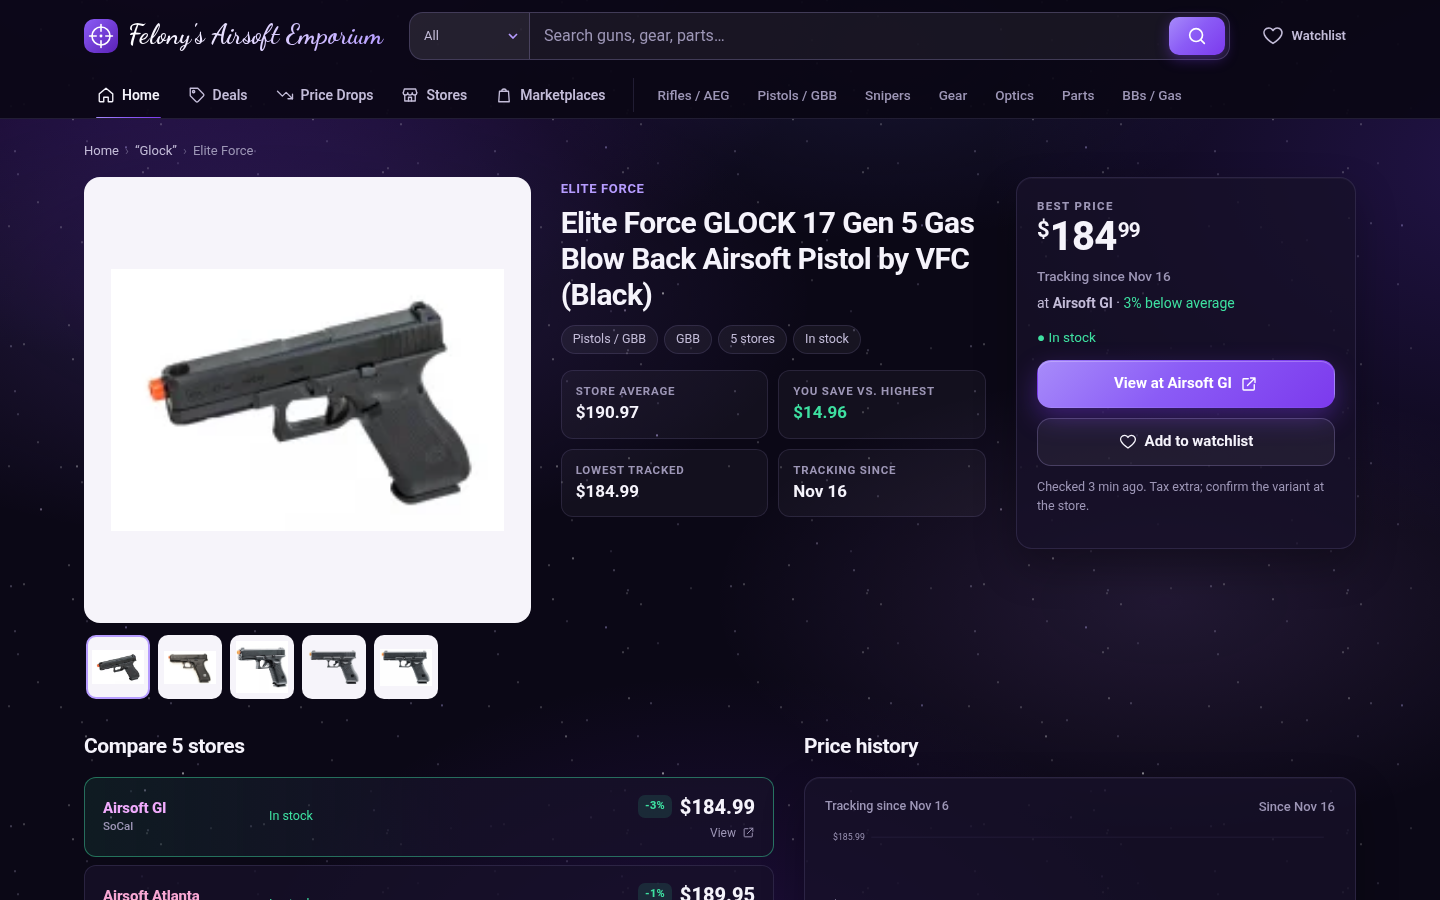 Felony's Airsoft Emporium
All
Search guns, gear, parts…
Watchlist
Home
Deals
Price Drops
Stores
Marketplaces
Rifles / AEG
Pistols / GBB
Snipers
Gear
Optics
Parts
BBs / Gas
Home › “Glock” › Elite Force
ELITE FORCE
Elite Force GLOCK 17 Gen 5 Gas
Blow Back Airsoft Pistol by VFC
(Black)
Pistols / GBB
GBB
5 stores
In stock
STORE AVERAGE
$190.97
YOU SAVE VS. HIGHEST
$14.96
LOWEST TRACKED
$184.99
TRACKING SINCE
Nov 16
BEST PRICE
$18499
Tracking since Nov 16
at Airsoft GI · 3% below average
● In stock
View at Airsoft GI
Add to watchlist
Checked 3 min ago. Tax extra; confirm the variant at
the store.
Compare 5 stores
Airsoft GI
SoCal
In stock
-3%
$184.99
View
Airsoft Atlanta
-1%
$189.95
Price history
Tracking since Nov 16
Since Nov 16
$185.99